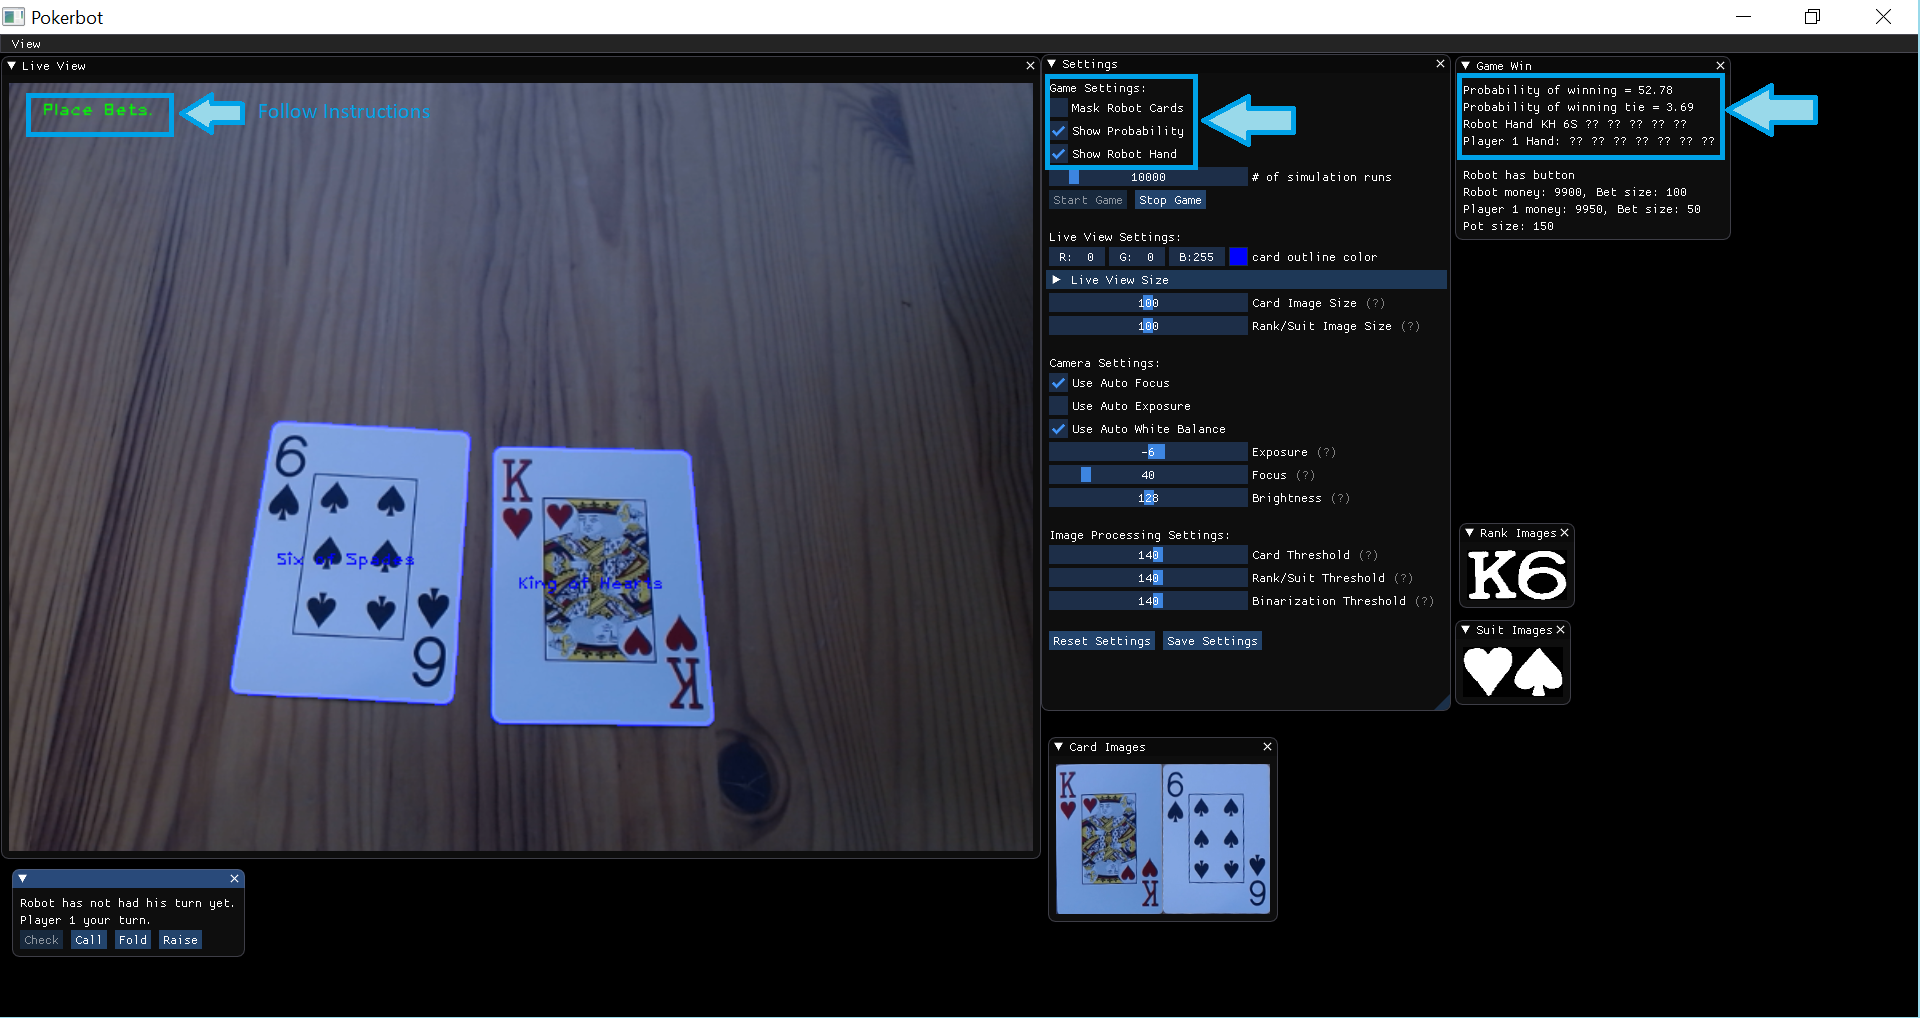 Pokerbot
View
Live View
Place Bets.
Follow Instructions
6
Six of Spades
6
K
King of Hearts
K
Robot has not had his turn yet.
Player 1 your turn.
Check Call Fold Raise
Settings
Game Settings:
Mask Robot Cards
Show Probability
Show Robot Hand
10000 # of simulation runs
Start Game Stop Game
Live View Settings:
R: 0 G: 0 B:255 card outline color
Live View Size
100 Card Image Size (?)
100 Rank/Suit Image Size (?)
Camera Settings:
Use Auto Focus
Use Auto Exposure
Use Auto White Balance
-6 Exposure (?)
40 Focus (?)
128 Brightness (?)
Image Processing Settings:
140 Card Threshold (?)
140 Rank/Suit Threshold (?)
140 Binarization Threshold (?)
Reset Settings Save Settings
Card Images
K 6
K 6
Game Win
Probability of winning = 52.78
Probability of winning tie = 3.69
Robot Hand KH 6S ?? ?? ?? ?? ??
Player 1 Hand: ?? ?? ?? ?? ?? ?? ??
Robot has button
Robot money: 9900, Bet size: 100
Player 1 money: 9950, Bet size: 50
Pot size: 150
Rank Images
K6
Suit Images